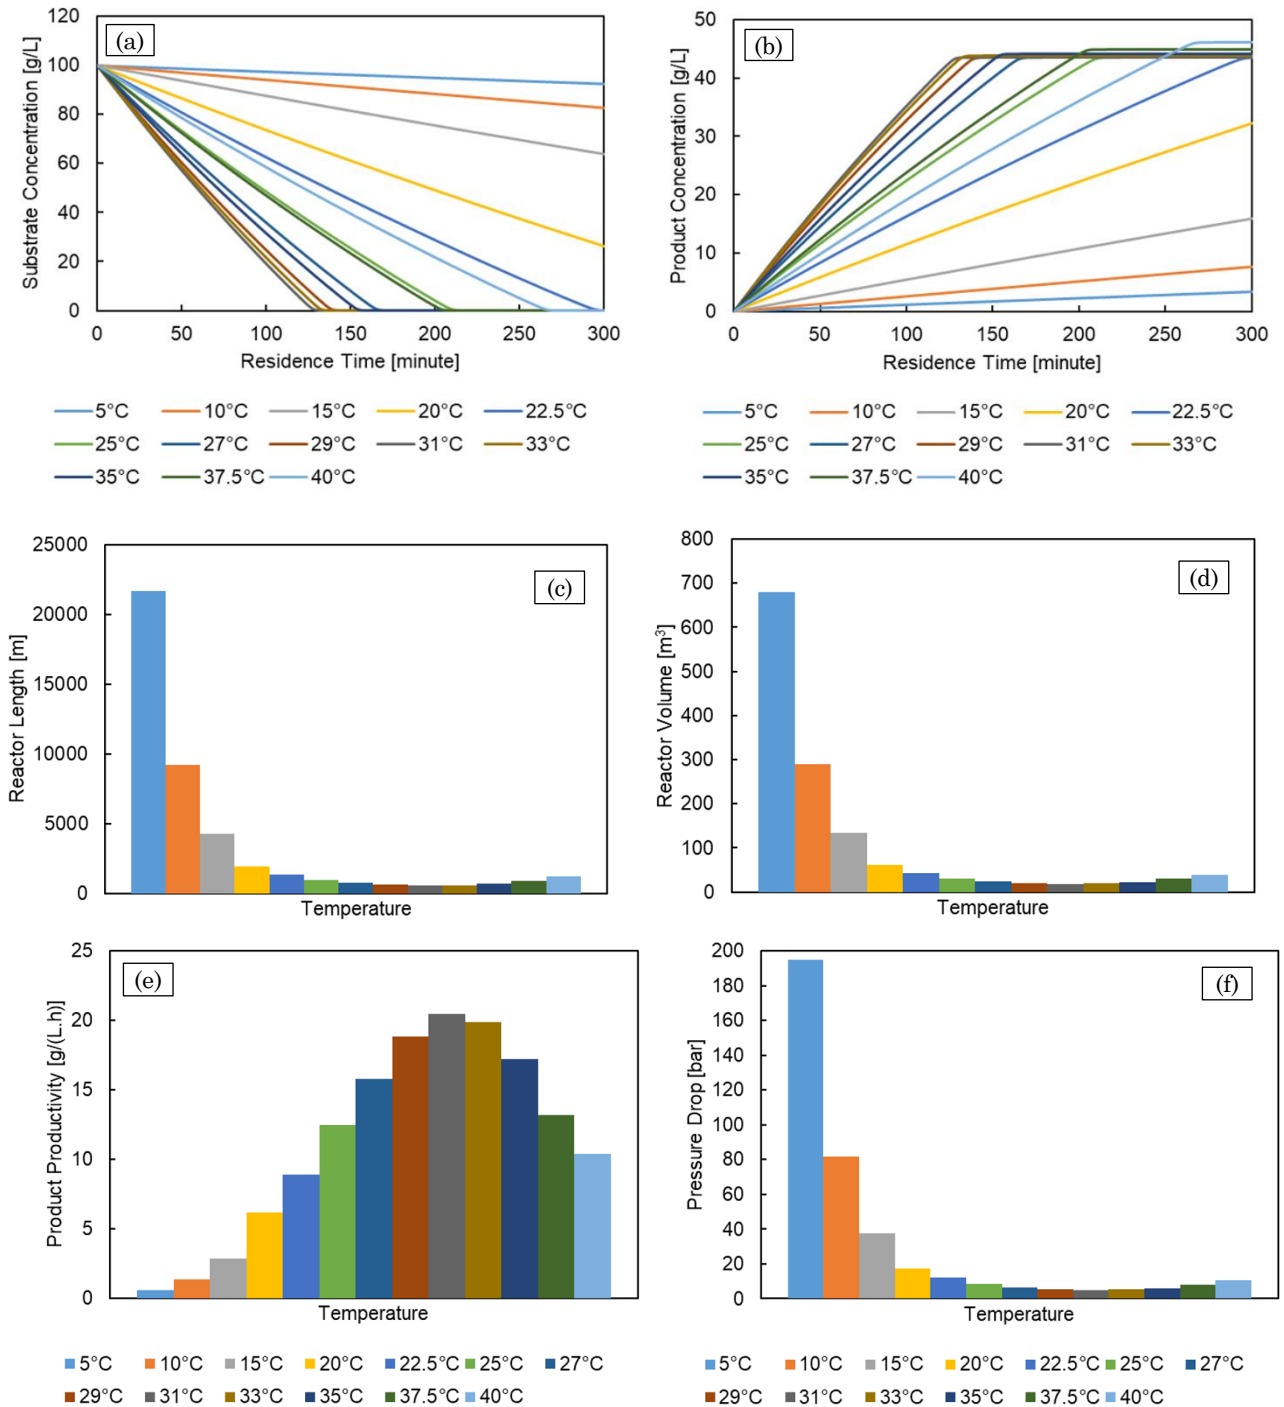 (a)
Substrate Concentration [g/L]
120
100
80
60
40
20
0
0 50 100 150 200 250 300
Residence Time [minute]
5°C 10°C 15°C 20°C 22.5°C
25°C 27°C 29°C 31°C 33°C
35°C 37.5°C 40°C
(b)
Product Concentration [g/L]
50
40
30
20
10
0
0 50 100 150 200 250 300
Residence Time [minute]
5°C 10°C 15°C 20°C 22.5°C
25°C 27°C 29°C 31°C 33°C
35°C 37.5°C 40°C
(c)
Reactor Length [m]
25000
20000
15000
10000
5000
0
Temperature
(d)
Reactor Volume [m³]
800
700
600
500
400
300
200
100
0
Temperature
(e)
Product Productivity [g/(L.h)]
25
20
15
10
5
0
Temperature
5°C 10°C 15°C 20°C 22.5°C 25°C 27°C
29°C 31°C 33°C 35°C 37.5°C 40°C
(f)
Pressure Drop [bar]
200
180
160
140
120
100
80
60
40
20
0
Temperature
5°C 10°C 15°C 20°C 22.5°C 25°C 27°C
29°C 31°C 33°C 35°C 37.5°C 40°C